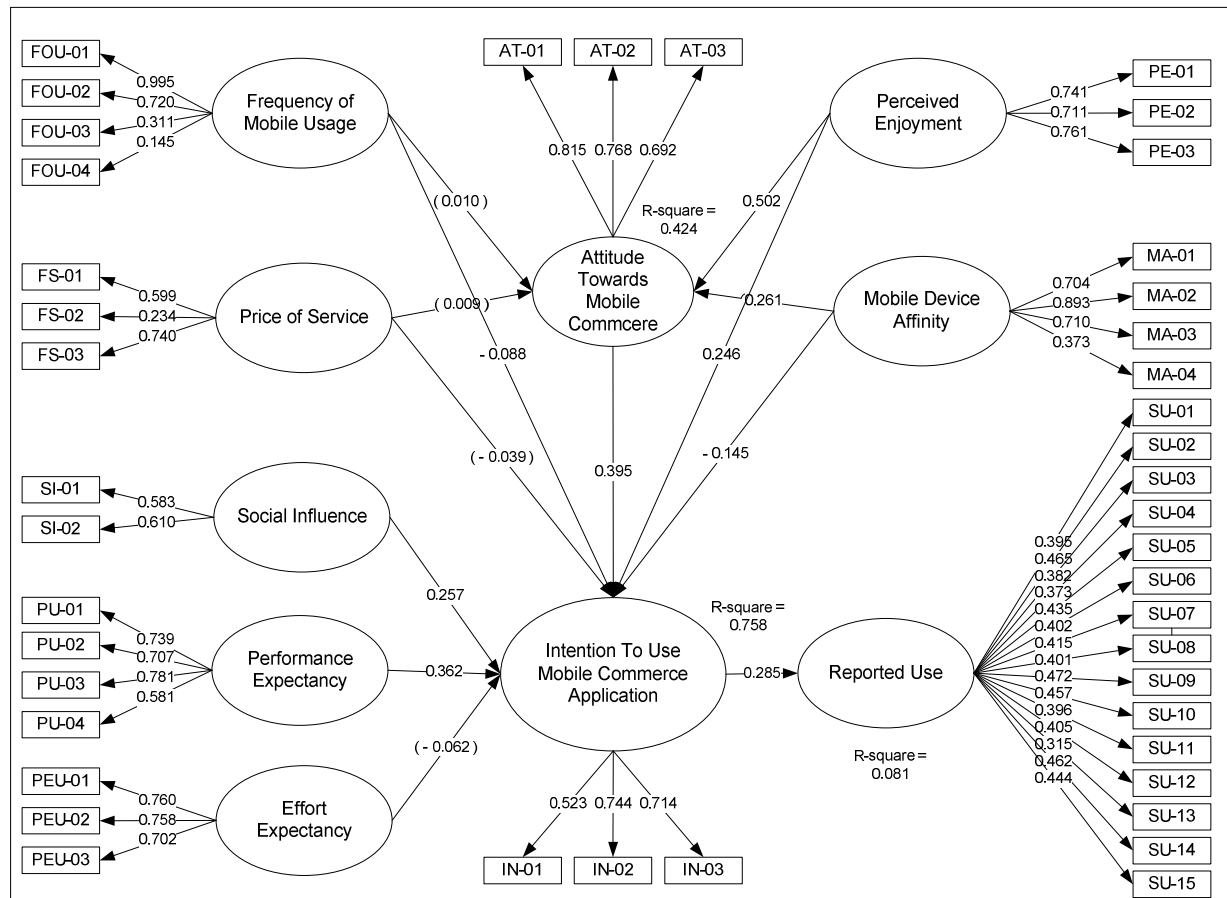 FOU-01
FOU-02
FOU-03
FOU-04
0.995
0.720
0.311
0.145
Frequency of
Mobile Usage
AT-01
AT-02
AT-03
0.815
0.768
0.692
Perceived
Enjoyment
0.741
0.711
0.761
PE-01
PE-02
PE-03
( 0.010)
R-square =
0.424
0.502
FS-01
FS-02
FS-03
0.599
0.234
0.740
Price of Service
( 0.009)
Attitude
Towards
Mobile
Commcere
0.261
Mobile Device
Affinity
0.704
0.893
0.710
0.373
MA-01
MA-02
MA-03
MA-04
- 0.088
0.246
( - 0.039)
0.395
- 0.145
SI-01
SI-02
0.583
0.610
Social Influence
0.257
PU-01
PU-02
PU-03
PU-04
0.739
0.707
0.781
0.581
Performance
Expectancy
0.362
Intention To Use
Mobile Commerce
Application
R-square =
0.758
0.285
Reported Use
R-square =
0.081
PEU-01
PEU-02
PEU-03
0.760
0.758
0.702
Effort
Expectancy
( - 0.062)
0.523
0.744
0.714
IN-01
IN-02
IN-03
0.395
0.465
0.382
0.373
0.435
0.402
0.415
0.401
0.472
0.457
0.396
0.405
0.315
0.462
0.444
SU-01
SU-02
SU-03
SU-04
SU-05
SU-06
SU-07
SU-08
SU-09
SU-10
SU-11
SU-12
SU-13
SU-14
SU-15